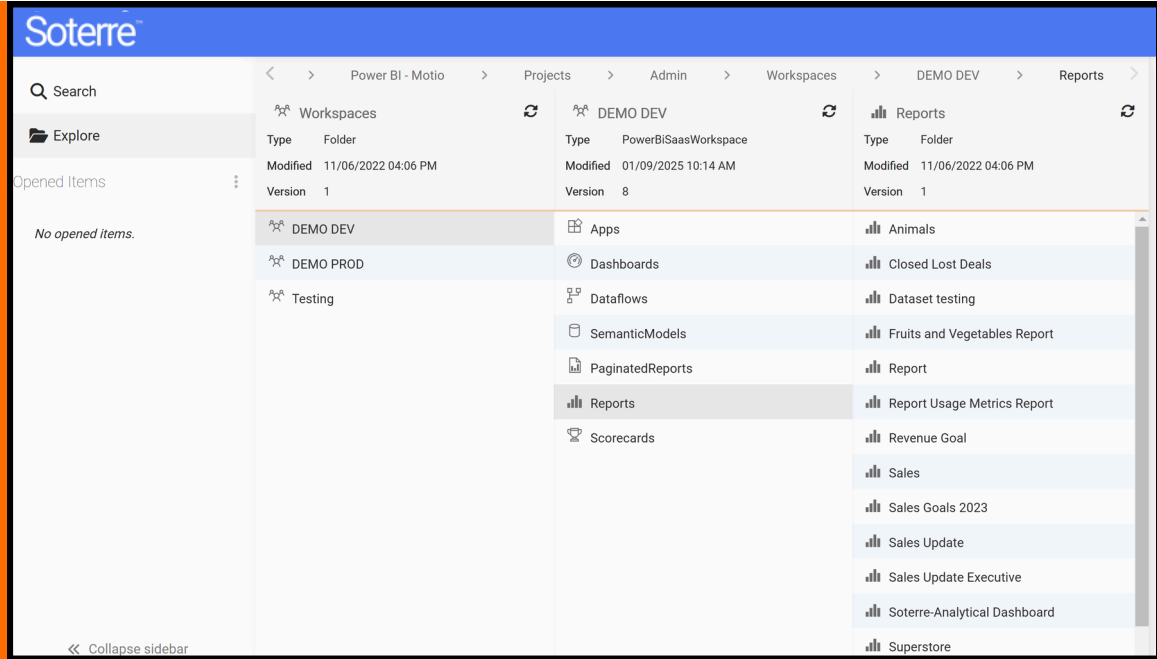 Soterre™
Search
Explore
Opened Items
No opened items.
Collapse sidebar
Power BI - Motio > Projects > Admin > Workspaces > DEMO DEV > Reports
Workspaces
Type Folder
Modified 11/06/2022 04:06 PM
Version 1
DEMO DEV
DEMO PROD
Testing
DEMO DEV
Type PowerBiSaasWorkspace
Modified 01/09/2025 10:14 AM
Version 8
Apps
Dashboards
Dataflows
SemanticModels
PaginatedReports
Reports
Scorecards
Reports
Type Folder
Modified 11/06/2022 04:06 PM
Version 1
Animals
Closed Lost Deals
Dataset testing
Fruits and Vegetables Report
Report
Report Usage Metrics Report
Revenue Goal
Sales
Sales Goals 2023
Sales Update
Sales Update Executive
Soterre-Analytical Dashboard
Superstore